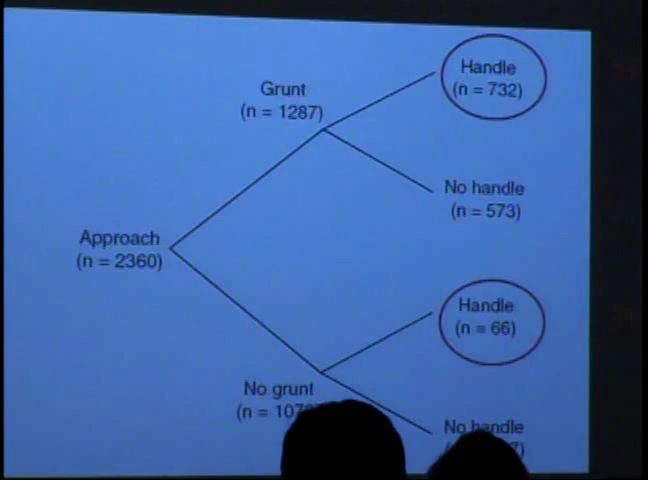 Handle
(n = 732)
Grunt
(n = 1287)
No handle
(n = 573)
Approach
(n = 2360)
Handle
(n = 66)
No grunt
(n =
No handle